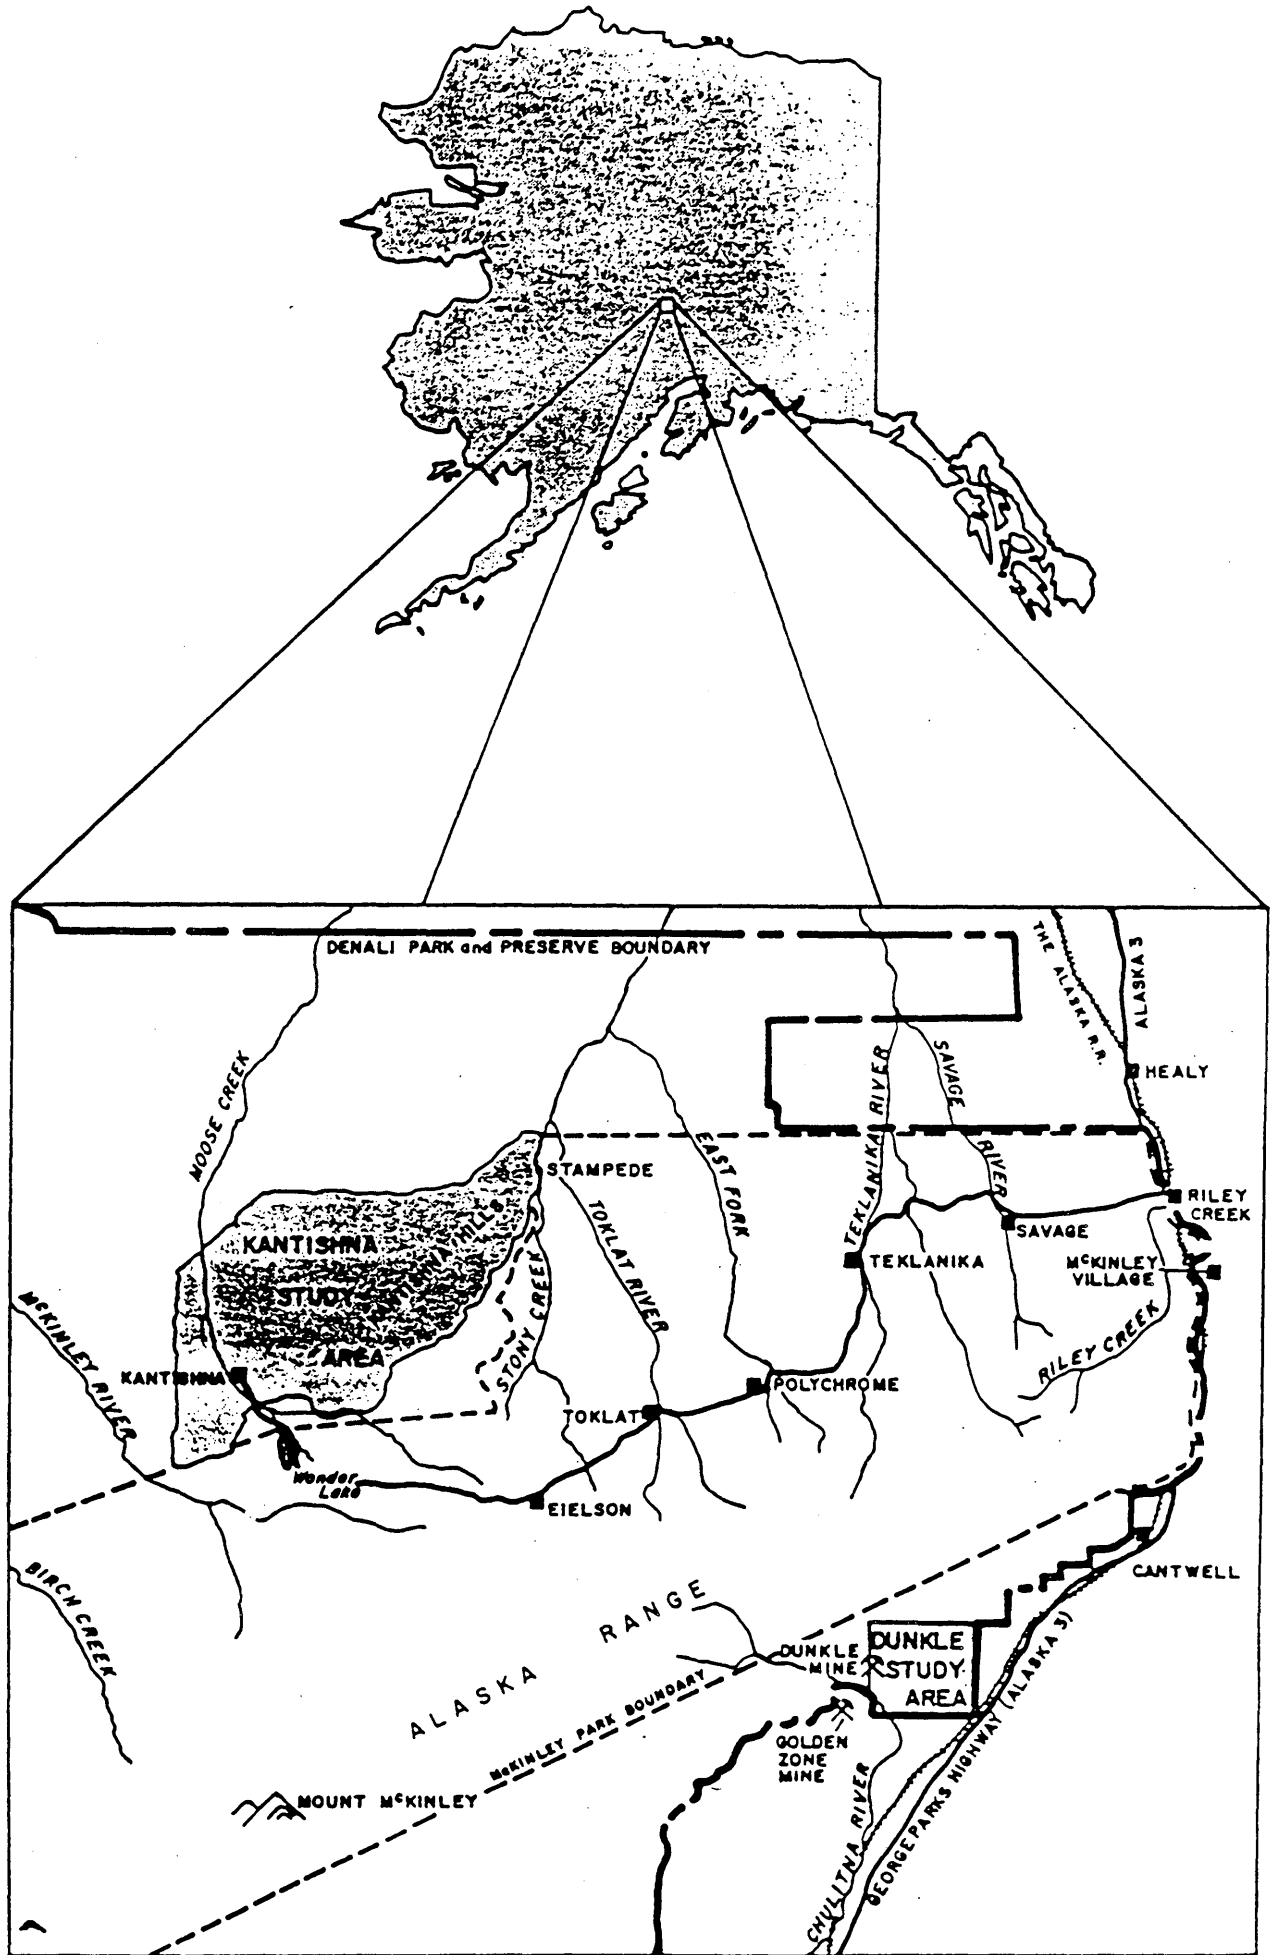 DENALI PARK and PRESERVE BOUNDARY
THE ALASKA R.R.
ALASKA 3
HEALY
MOOSE CREEK
SAVAGE
RIVER
TEKLANIKA RIVER
EAST FORK
STAMPEDE
TOKLAT RIVER
RILEY
CREEK
SAVAGE
KANTISHNA
STUDY
AREA
HILLS
TEKLANIKA
McKINLEY
VILLAGE
STONY CREEK
McKINLEY RIVER
RILEY CREEK
KANTISHNA
POLYCHROME
TOKLAT
Wonder
Lake
EIELSON
BIRCH CREEK
CANTWELL
ALASKA RANGE
DUNKLE
MINE
DUNKLE
STUDY
AREA
McKINLEY PARK BOUNDARY
GOLDEN
ZONE
MINE
MOUNT McKINLEY
CHULITNA RIVER
GEORGE PARKS HIGHWAY (ALASKA 3)